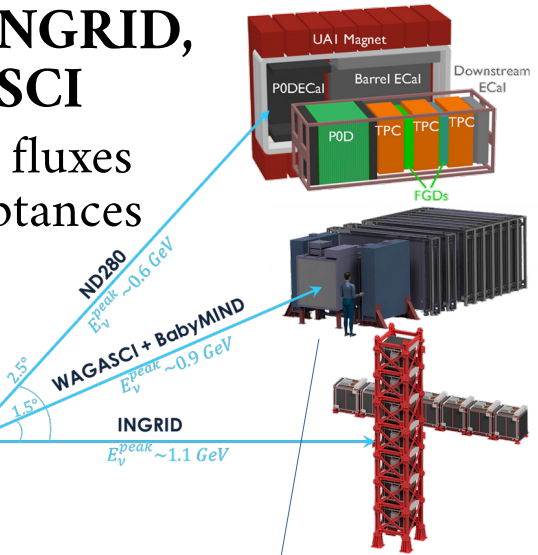 NGRID,
SCI
fluxes
ptances
UA1 Magnet
P0DECal
Barrel ECal
Downstream
ECal
P0D
TPC
TPC
TPC
FGDs
ND280
E_ν^peak ~0.6 GeV
WAGASCI + BabyMIND
E_ν^peak ~0.9 GeV
2.5°
1.5°
INGRID
E_ν^peak~1.1 GeV